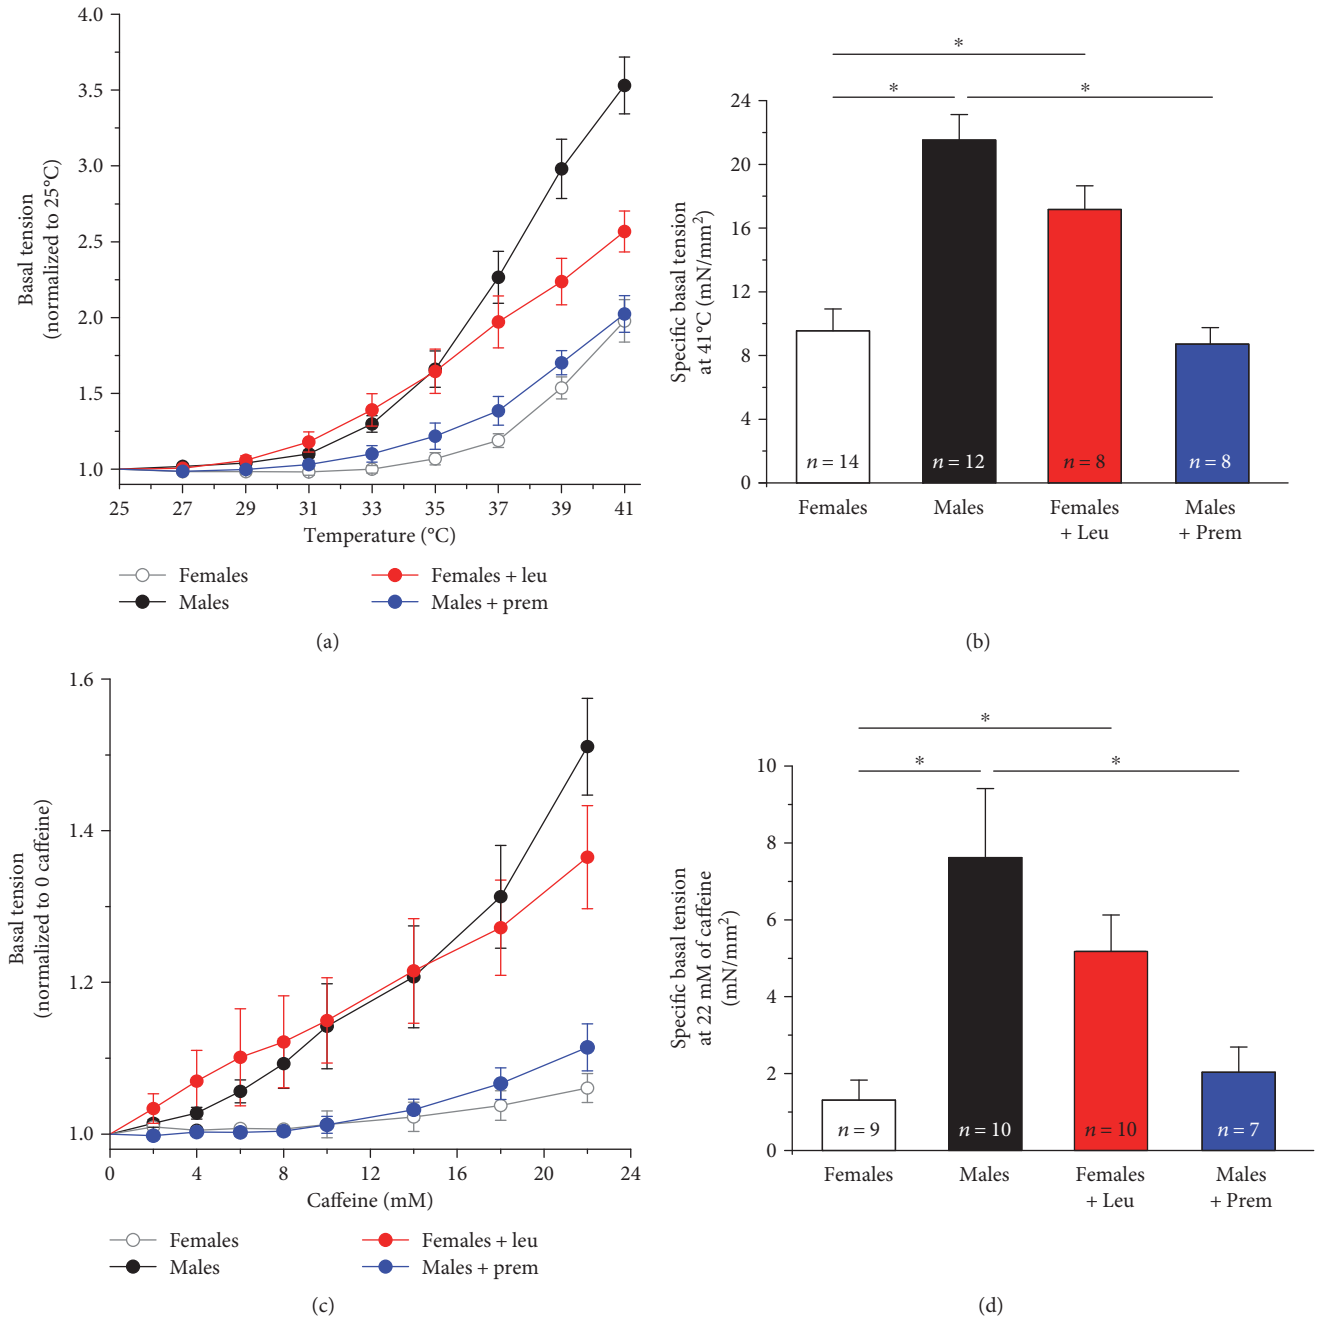 4.0
3.5
3.0
2.5
2.0
1.5
1.0
Basal tension
(normalized to 25°C)
25 27 29 31 33 35 37 39 41
Temperature (°C)
Females
Males
Females + leu
Males + prem
(a)
*
* *
24
20
16
12
8
4
0
Specific basal tension
at 41°C (mN/mm²)
n = 14 n = 12 n = 8 n = 8
Females Males Females
+ Leu
Males
+ Prem
(b)
1.6
1.4
1.2
1.0
Basal tension
(normalized to 0 caffeine)
0 4 8 12 16 20 24
Caffeine (mM)
Females
Males
Females + leu
Males + prem
(c)
*
* *
10
8
6
4
2
0
Specific basal tension
at 22 mM of caffeine
(mN/mm²)
n = 9 n = 10 n = 10 n = 7
Females Males Females
+ Leu
Males
+ Prem
(d)